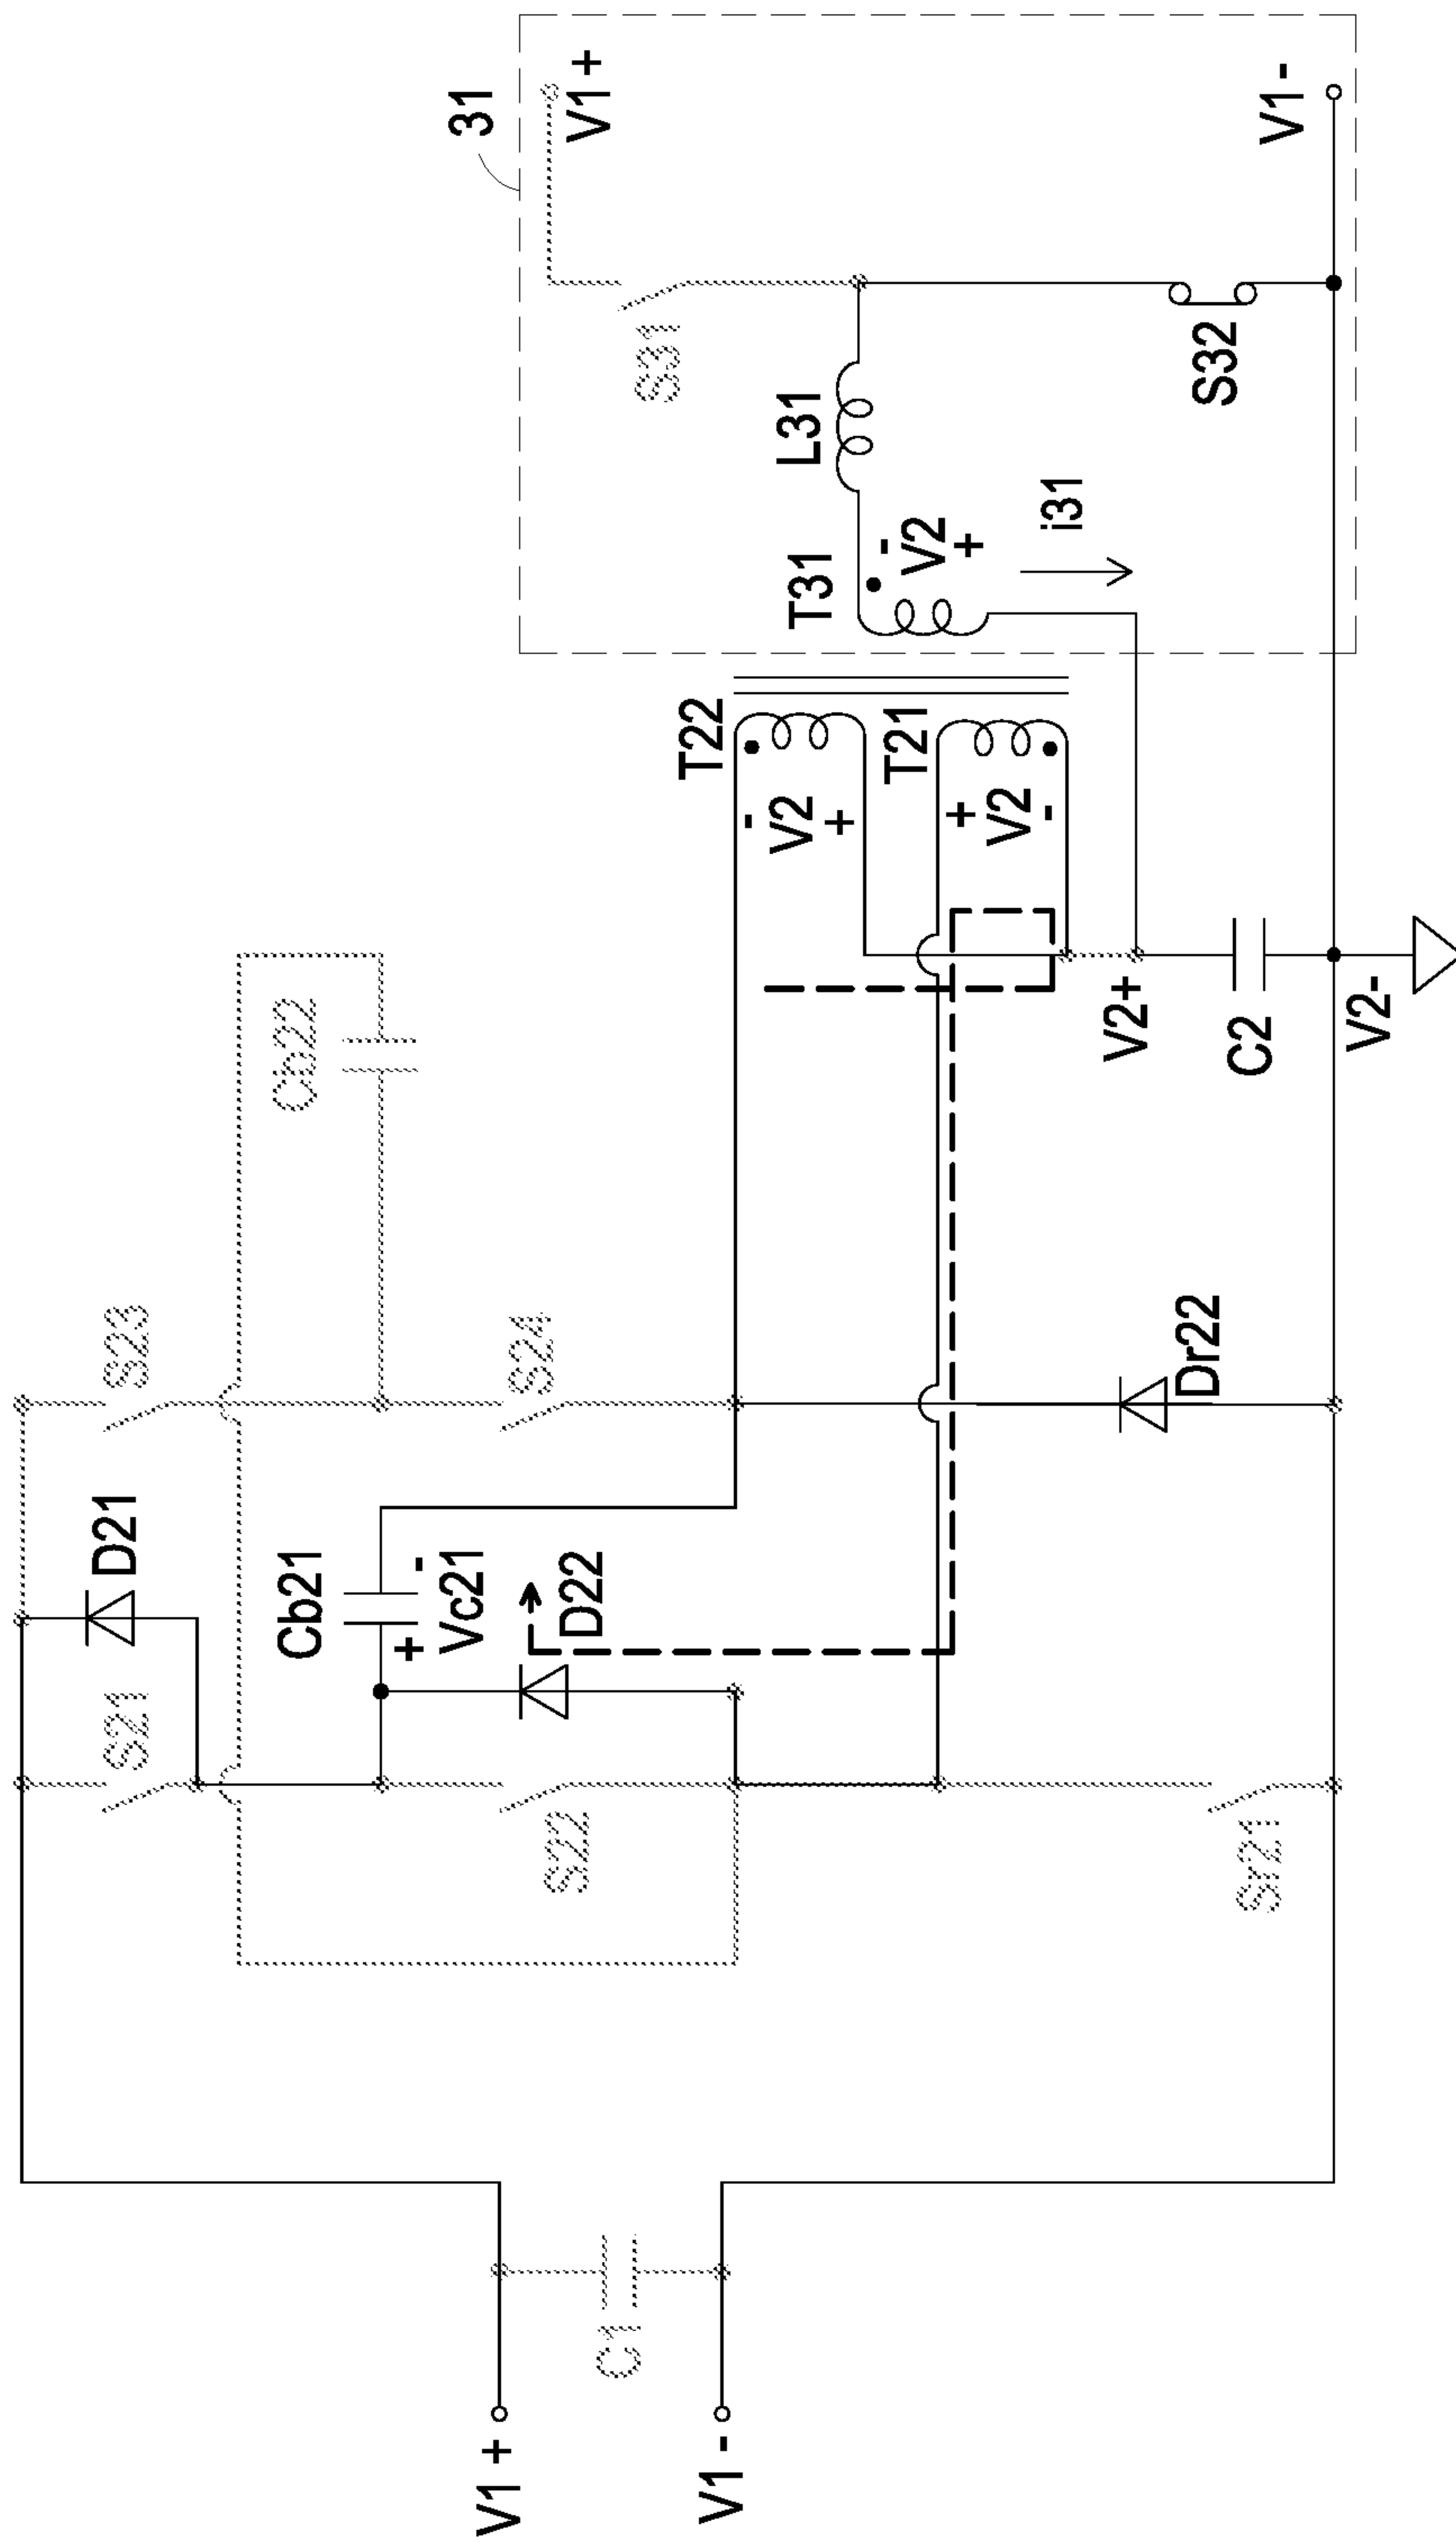 31
V1 +
S31
L31
T31
-
V2
+
i31
S32
V1 -
T22
-
V2
+
T21
+
V2
-
V2+
C2
V2-
Cb22
S23
S24
D21
Cb21
+
-
Vc21
D22
Dr22
S21
S22
Sr21
C1
V1 +
V1 -